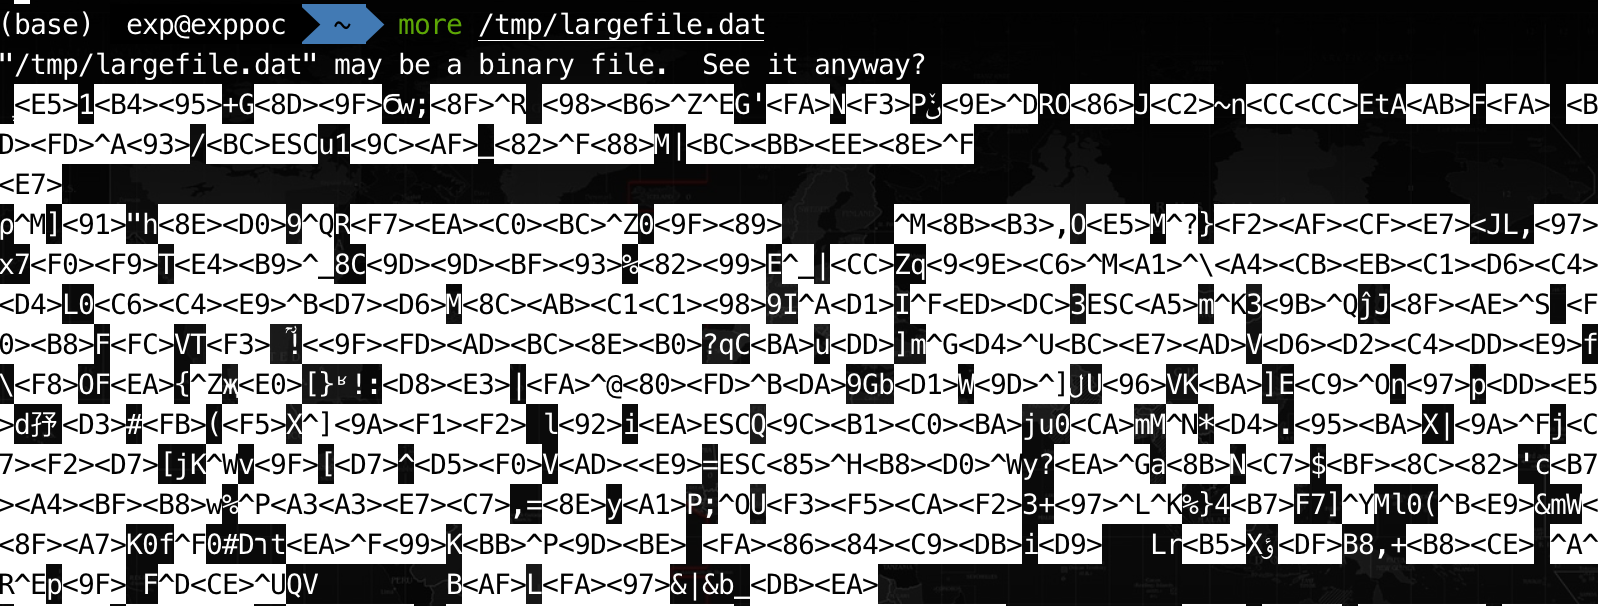 (base) exp@exppoc ~ more /tmp/largefile.dat
"/tmp/largefile.dat" may be a binary file.  See it anyway?
<E5>1<B4><95>+G<8D><9F>w;<8F>^R <98><B6>^Z^EG'<FA>N<F3>P<9E>^DRO<86>J<C2>~n<CC<CC>EtA<AB>F<FA> <B
D><FD>^A<93>/<BC>ESCu1<9C><AF>_<82>^F<88>M|<BC><BB><EE><8E>^F
<E7>
ρ^M]<91>"h<8E><D0>9^QR<F7><EA><C0><BC>^Z0<9F><89>       ^M<8B><B3>,O<E5>M^?}<F2><AF><CF><E7><JL,<97>
x7<F0><F9>T<E4><B9>^_8C<9D><9D><BF><93>%<82><99>E^_|<CC>Zq<9<9E><C6>^M<A1>^\<A4><CB><EB><C1><D6><C4>
<D4>L0<C6><C4><E9>^B<D7><D6>M<8C><AB><C1><C1><98>9I^A<D1>I^F<ED><DC>3ESC<A5>m^K3<9B>^QĵJ<8F><AE>^S <F
0><B8>F<FC>VT<F3> !<<9F><FD><AD><BC><8E><B0>?qC<BA>u<DD>]m^G<D4>^U<BC><E7><AD>V<D6><D2><C4><DD><E9>f
\<F8>OF<EA>{^Zж<E0>[}ʶ!:<D8><E3>|<FA>^@<80><FD>^B<DA>9Gb<D1>W<9D>^]U<96>VK<BA>]E<C9>^On<97>p<DD><E5
>d孖<D3>#<FB>(<F5>X^]<9A><F1><F2> l<92>i<EA>ESCQ<9C><B1><C0><BA>ju0<CA>mM^N*<D4>.<95><BA>X|<9A>^Fj<C
7><F2><D7>[jK^Wv<9F>[<D7>^<D5><F0>V<AD><<E9>=ESC<85>^H<B8><D0>^Wy?<EA>^Ga<8B>N<C7>$<BF><8C><82>'c<B7
><A4><BF><B8>w%^P<A3<A3><E7><C7>,=<8E>y<A1>P;^OU<F3><F5><CA><F2>3+<97>^L^K%}4<B7>F7]^YMl0(^B<E9>&mW<
<8F><A7>K0f^F0#Dרt<EA>^F<99>K<BB>^P<9D><BE> <FA><86><84><C9><DB>i<D9>   Lr<B5>Xؤ<DF>B8,+<B8><CE> ^A^
R^Ep<9F> F^D<CE>^UQV        B<AF>L<FA><97>&|&b_<DB><EA>